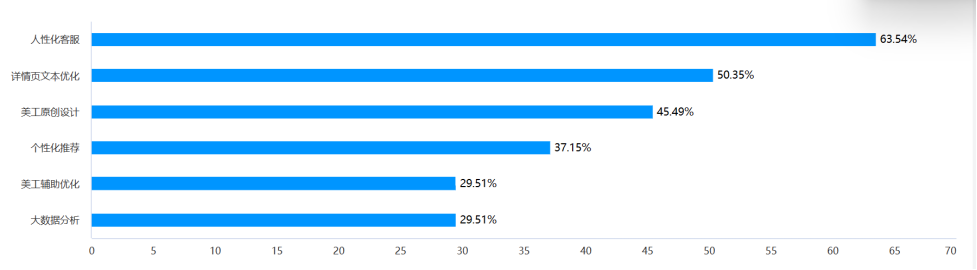 人性化客服 63.54%
详情页文本优化 50.35%
美工原创设计 45.49%
个性化推荐 37.15%
美工辅助优化 29.51%
大数据分析 29.51%
0 5 10 15 20 25 30 35 40 45 50 55 60 65 70